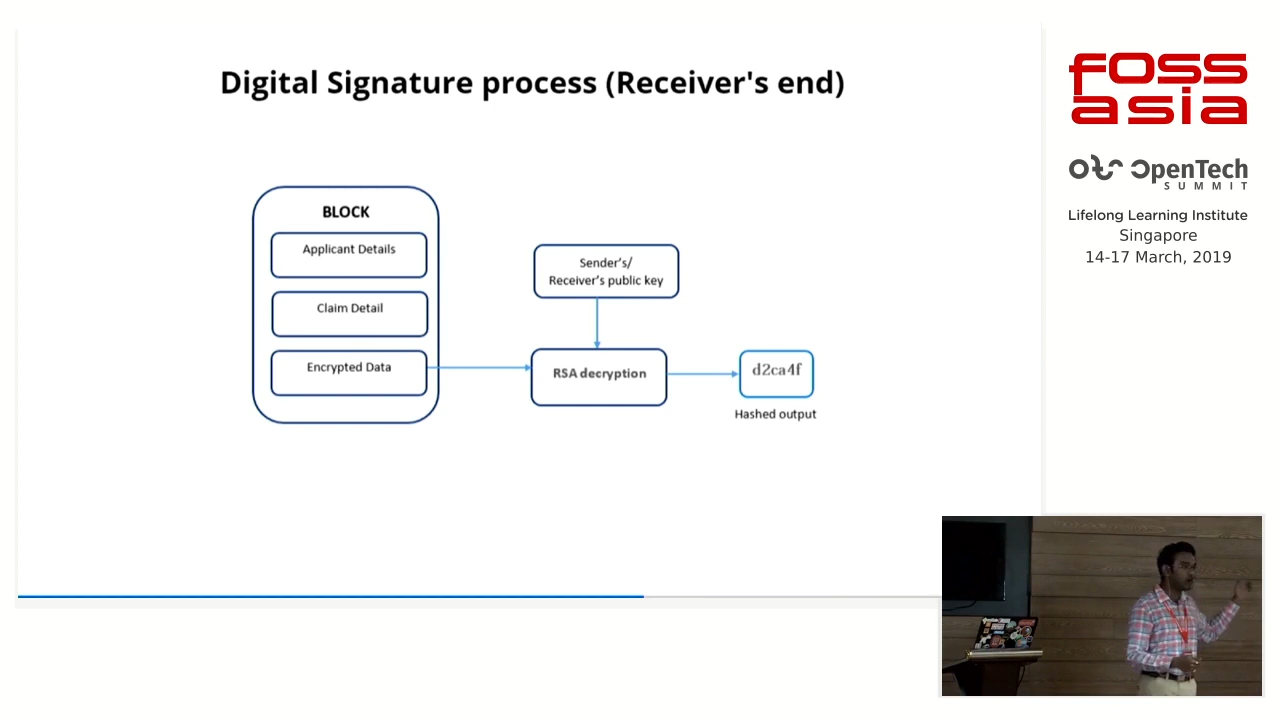 Digital Signature process (Receiver's end)
BLOCK
Applicant Details
Claim Detail
Encrypted Data
Sender's/
Receiver's public key
RSA decryption
d2ca4f
Hashed output
foss
asia
OpenTech
SUMMIT
Lifelong Learning Institute
Singapore
14-17 March, 2019